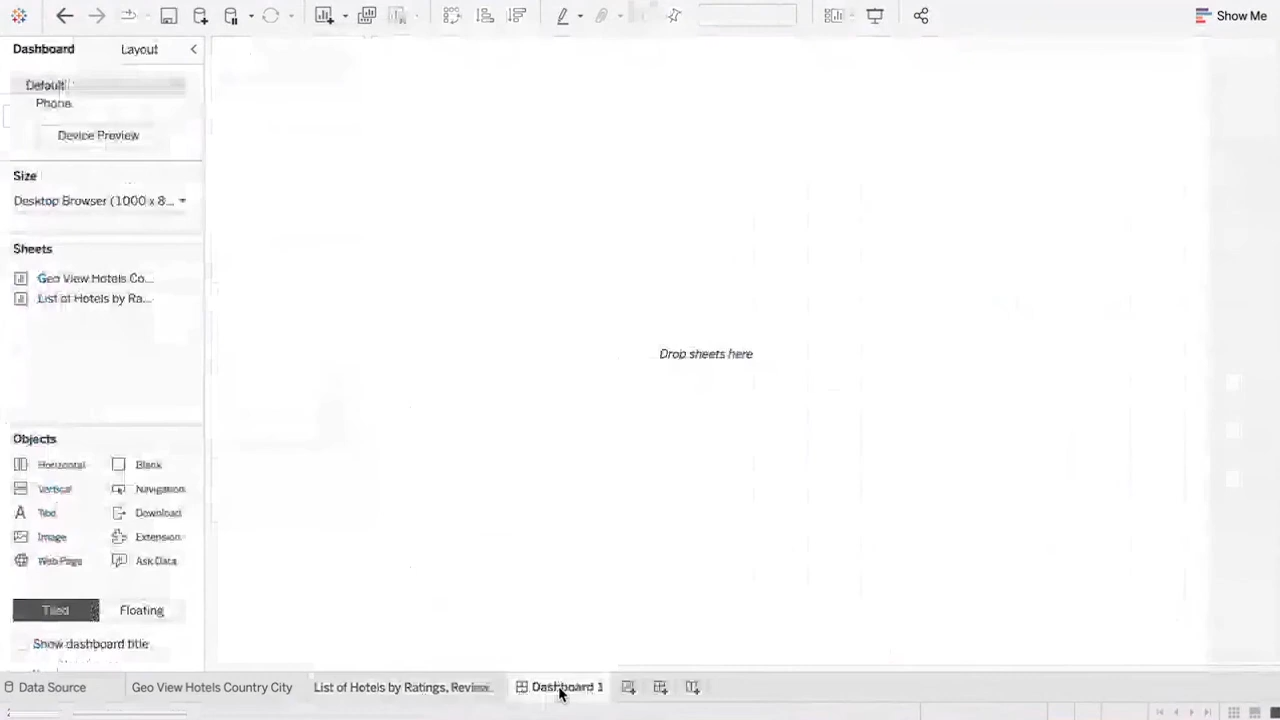 Show Me
Dashboard Layout
Default
Phone
Device Preview
Size
Desktop Browser (1000 x 8...
Sheets
Geo View Hotels Co...
List of Hotels by Ra...
Drop sheets here
Objects
Horizontal Blank
Vertical Navigation
Text Download
Image Extension
Web Page Ask Data
Tiled Floating
Show dashboard title
Data Source Geo View Hotels Country City List of Hotels by Ratings, Review... Dashboard 1